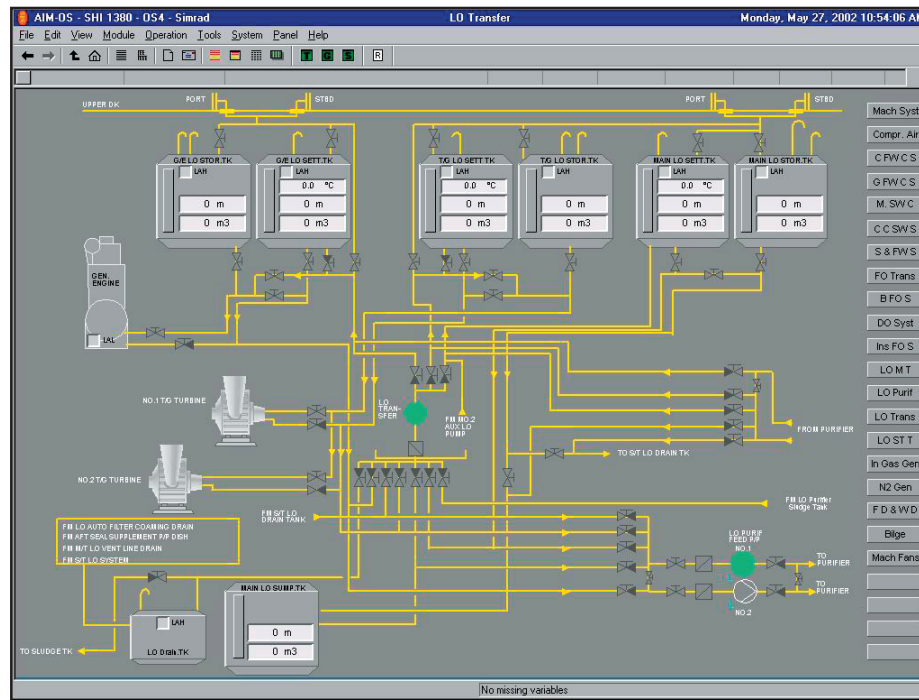 AIM-OS - SHI 1380 - OS4 - Simrad
LO Transfer
Monday, May 27, 2002 10:54:06 AM
File Edit View Module Operation Tools System Panel Help
T G S R
UPPER DK
PORT
STBD
PORT
STBD
G/E LO STOR.TK
LAH
0 m
0 m3
G/E LO SETT.TK
LAH
0.0 °C
0 m
0 m3
T/G LO SETT.TK
LAH
0.0 °C
0 m
0 m3
T/G LO STOR.TK
LAH
0 m
0 m3
MAIN LO SETT.TK
LAH
0.0 °C
0 m
0 m3
MAIN LO STOR.TK
LAH
0 m
0 m3
GEN.
ENGINE
LAL
NO.1 T/G TURBINE
NO.2 T/G TURBINE
LO
TRAN-
SFER
FM NO.2
AUX LO
PUMP
FROM PURIFIER
TO S/T LO DRAIN TK
FM S/T LO
DRAIN TANK
FM LO Purifier
Sludge Tank
FM LO AUTO FILTER COAMING DRAIN
FM AFT SEAL SUPPLEMENT P/P DISH
FM M/T LO VENT LINE DRAIN
FM S/T LO SYSTEM
LO PURIF
FEED P/P
NO.1
TO
PURIFIER
TO
PURIFIER
NO.2
MAIN LO SUMP.TK
0 m
0 m3
LAH
LO Drain.TK
TO SLUDGE TK
Mach Syst
Compr. Air
C FW C S
G FW C S
M. SW C
C C SW S
S & FW S
FO Trans
B FO S
DO Syst
Ins FO S
LO M T
LO Purif
LO Trans
LO ST T
In Gas Gen
N2 Gen
F D & W D
Bilge
Mach Fans
No missing variables